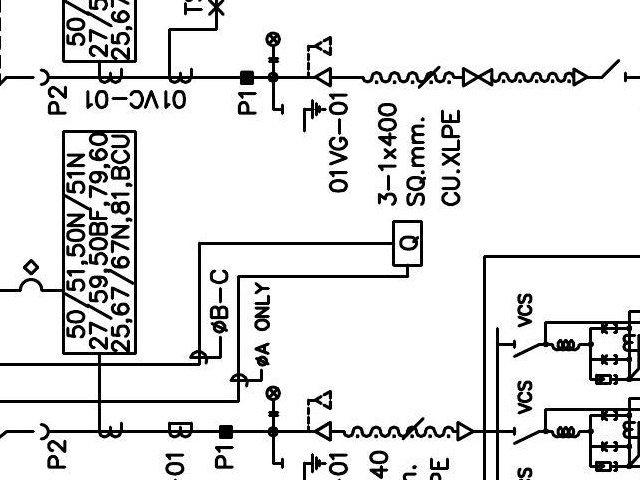 50/
27/5
25,67
P2
01VC-01
P1
01VG-01
3-1x400
SQ.mm.
CU.XLPE
50/51,50N/51N
27/59,50BF,79,60
25,67/67N,81,BCU
Q
øB-C
øA ONLY
VCS
VCS
P2
-01
P1
-01
40
PE